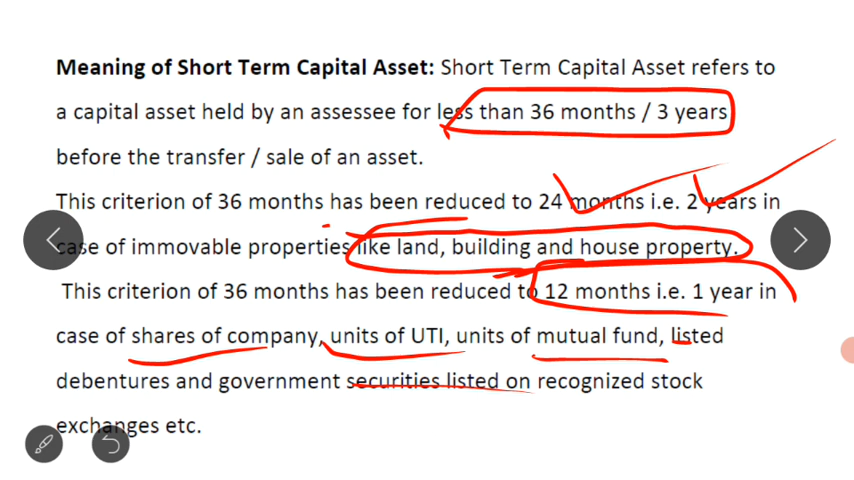 Meaning of Short Term Capital Asset: Short Term Capital Asset refers to
a capital asset held by an assessee for less than 36 months / 3 years
before the transfer / sale of an asset.
This criterion of 36 months has been reduced to 24 months i.e. 2 years in
case of immovable properties like land, building and house property.
This criterion of 36 months has been reduced to 12 months i.e. 1 year in
case of shares of company, units of UTI, units of mutual fund, listed
debentures and government securities listed on recognized stock
exchanges etc.